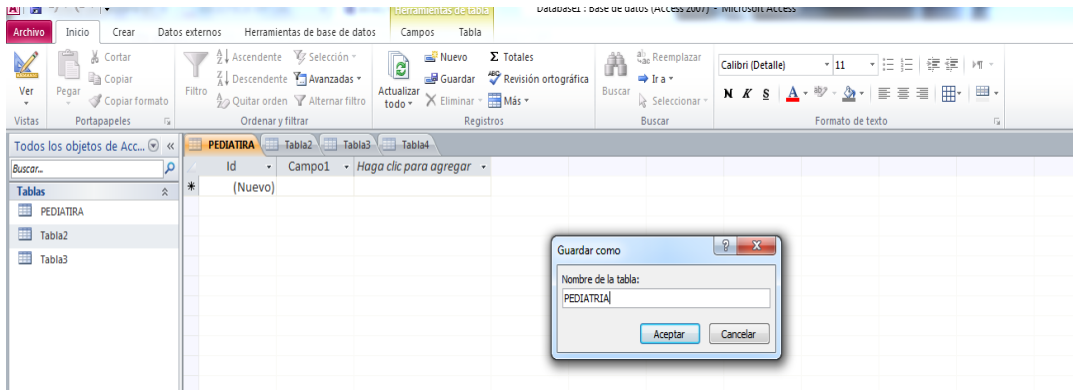 Herramientas de tabla
Database1 : Base de datos (Access 2007) - Microsoft Access
Archivo Inicio Crear Datos externos Herramientas de base de datos Campos Tabla
Ver
Vistas
Pegar
Cortar
Copiar
Copiar formato
Portapapeles
Filtro
Ascendente
Descendente
Quitar orden
Selección
Avanzadas
Alternar filtro
Ordenar y filtrar
Actualizar todo
Nuevo
Guardar
Eliminar
Totales
Revisión ortográfica
Más
Registros
Buscar
Reemplazar
Ir a
Seleccionar
Buscar
Calibri (Detalle) 11
N K S A
Formato de texto
Todos los objetos de Acc...
Buscar...
Tablas
PEDIATIRA
Tabla2
Tabla3
PEDIATIRA Tabla2 Tabla3 Tabla4
Id Campo1 Haga clic para agregar
(Nuevo)
Guardar como
Nombre de la tabla:
PEDIATRIA
Aceptar Cancelar